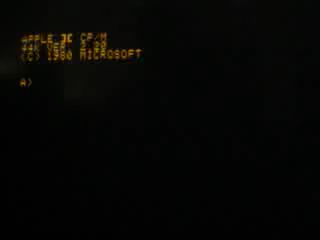 APPLE ][ CP/M
44K VER. 2.20
(C) 1980 MICROSOFT
A>